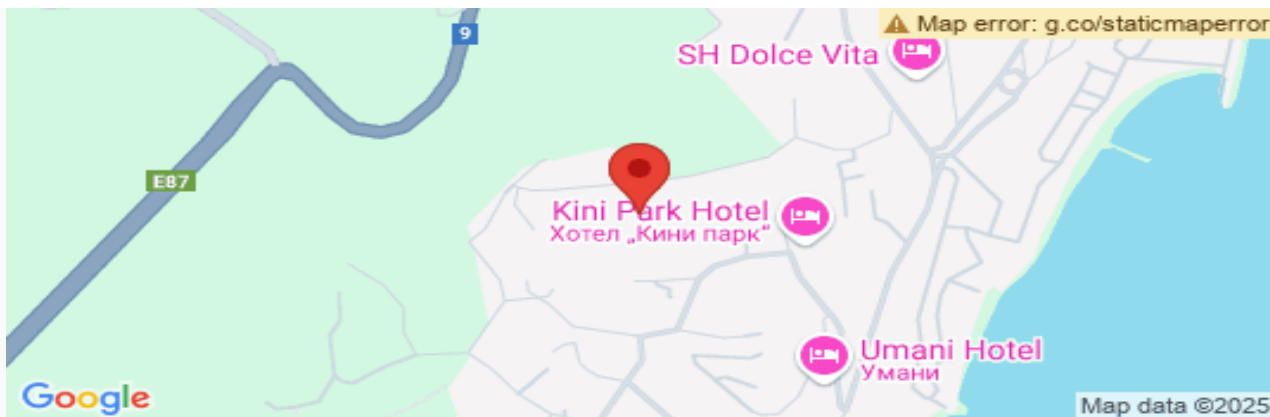 Map error: g.co/staticmaperror
9
SH Dolce Vita
E87
Kini Park Hotel
Хотел „Кини парк“
Umani Hotel
Умани
Google
Map data ©2025